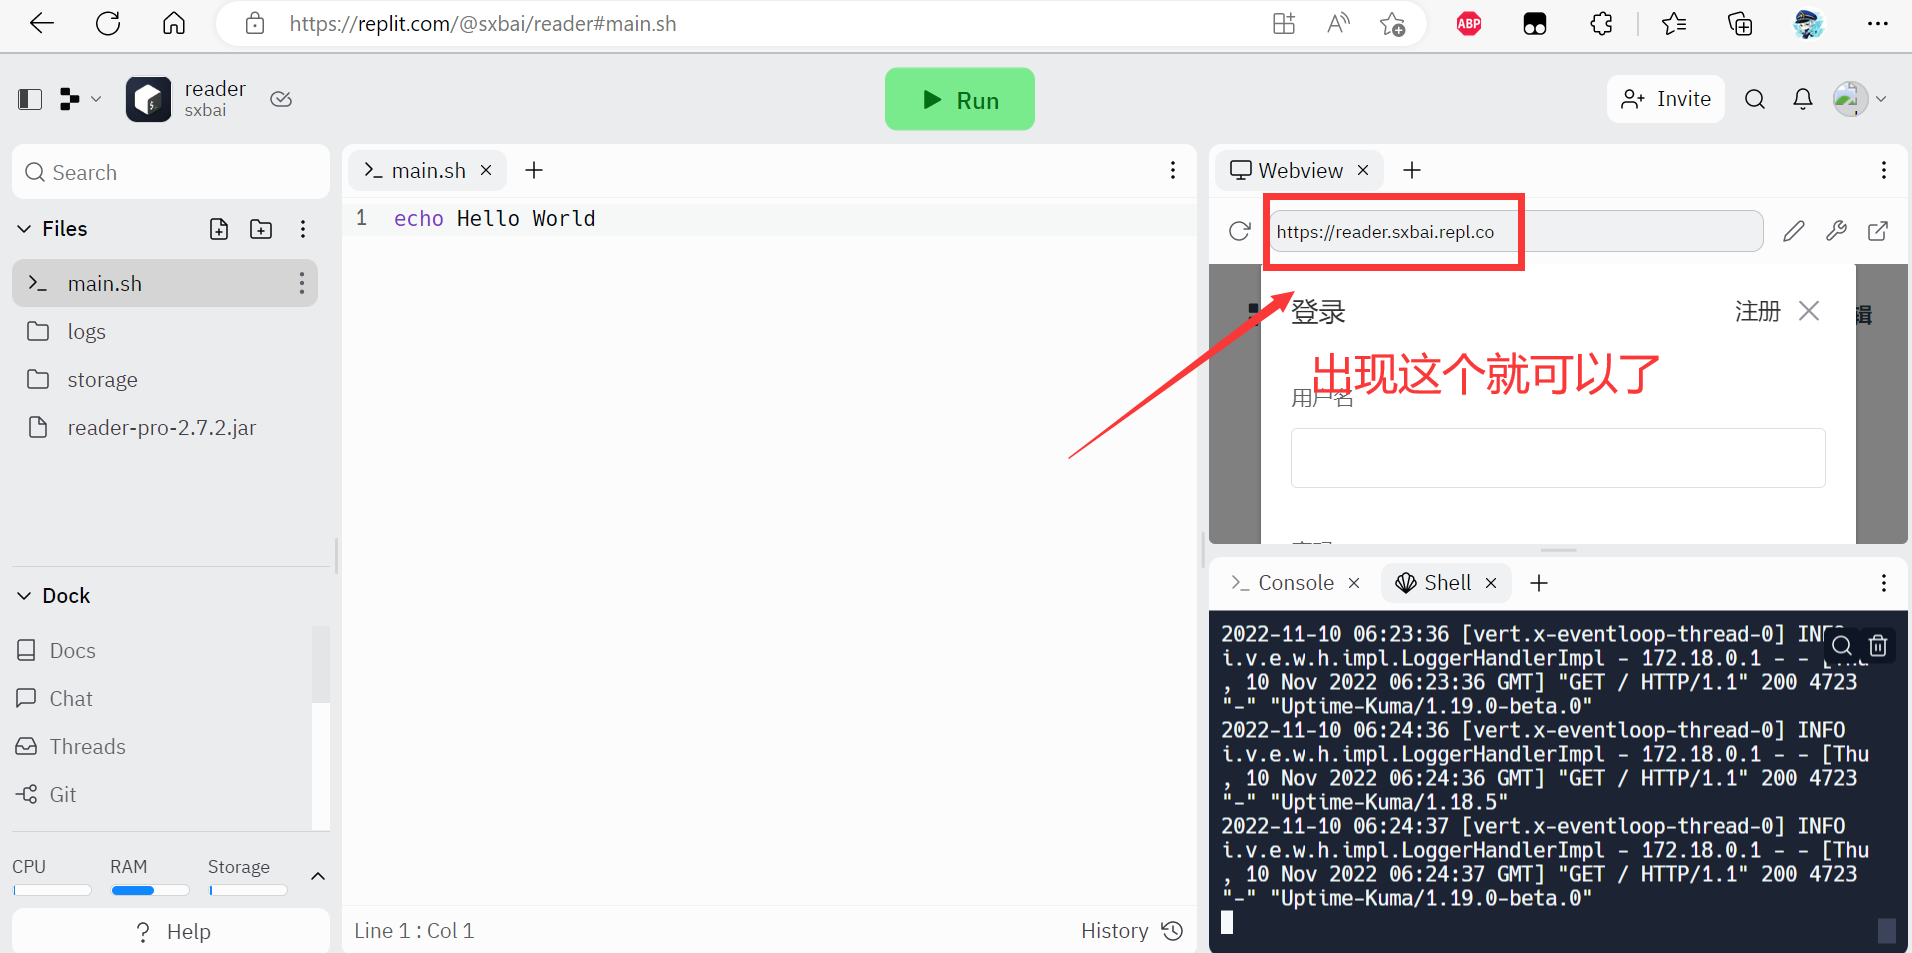 https://replit.com/@sxbai/reader#main.sh
ABP
reader
sxbai
Run
Invite
Search
Files
main.sh
logs
storage
reader-pro-2.7.2.jar
Dock
Docs
Chat
Threads
Git
CPU RAM Storage
Help
main.sh
1 echo Hello World
Line 1 : Col 1
History
Webview
https://reader.sxbai.repl.co
登录
注册
辑
出现这个就可以了
用户名
Console
Shell
2022-11-10 06:23:36 [vert.x-eventloop-thread-0] INFO
i.v.e.w.h.impl.LoggerHandlerImpl - 172.18.0.1 - - [Thu
, 10 Nov 2022 06:23:36 GMT] "GET / HTTP/1.1" 200 4723
"-" "Uptime-Kuma/1.19.0-beta.0"
2022-11-10 06:24:36 [vert.x-eventloop-thread-0] INFO
i.v.e.w.h.impl.LoggerHandlerImpl - 172.18.0.1 - - [Thu
, 10 Nov 2022 06:24:36 GMT] "GET / HTTP/1.1" 200 4723
"-" "Uptime-Kuma/1.18.5"
2022-11-10 06:24:37 [vert.x-eventloop-thread-0] INFO
i.v.e.w.h.impl.LoggerHandlerImpl - 172.18.0.1 - - [Thu
, 10 Nov 2022 06:24:37 GMT] "GET / HTTP/1.1" 200 4723
"-" "Uptime-Kuma/1.19.0-beta.0"